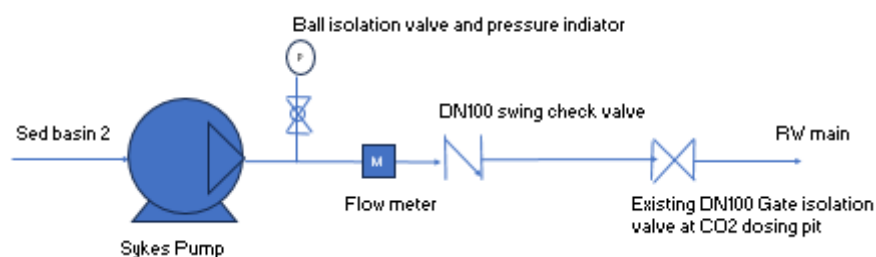 Ball isolation valve and pressure indiator
P
DN100 swing check valve
Sed basin 2
RW main
M
Flow meter
Existing DN100 Gate isolation
valve at CO2 dosing pit
Sykes Pump